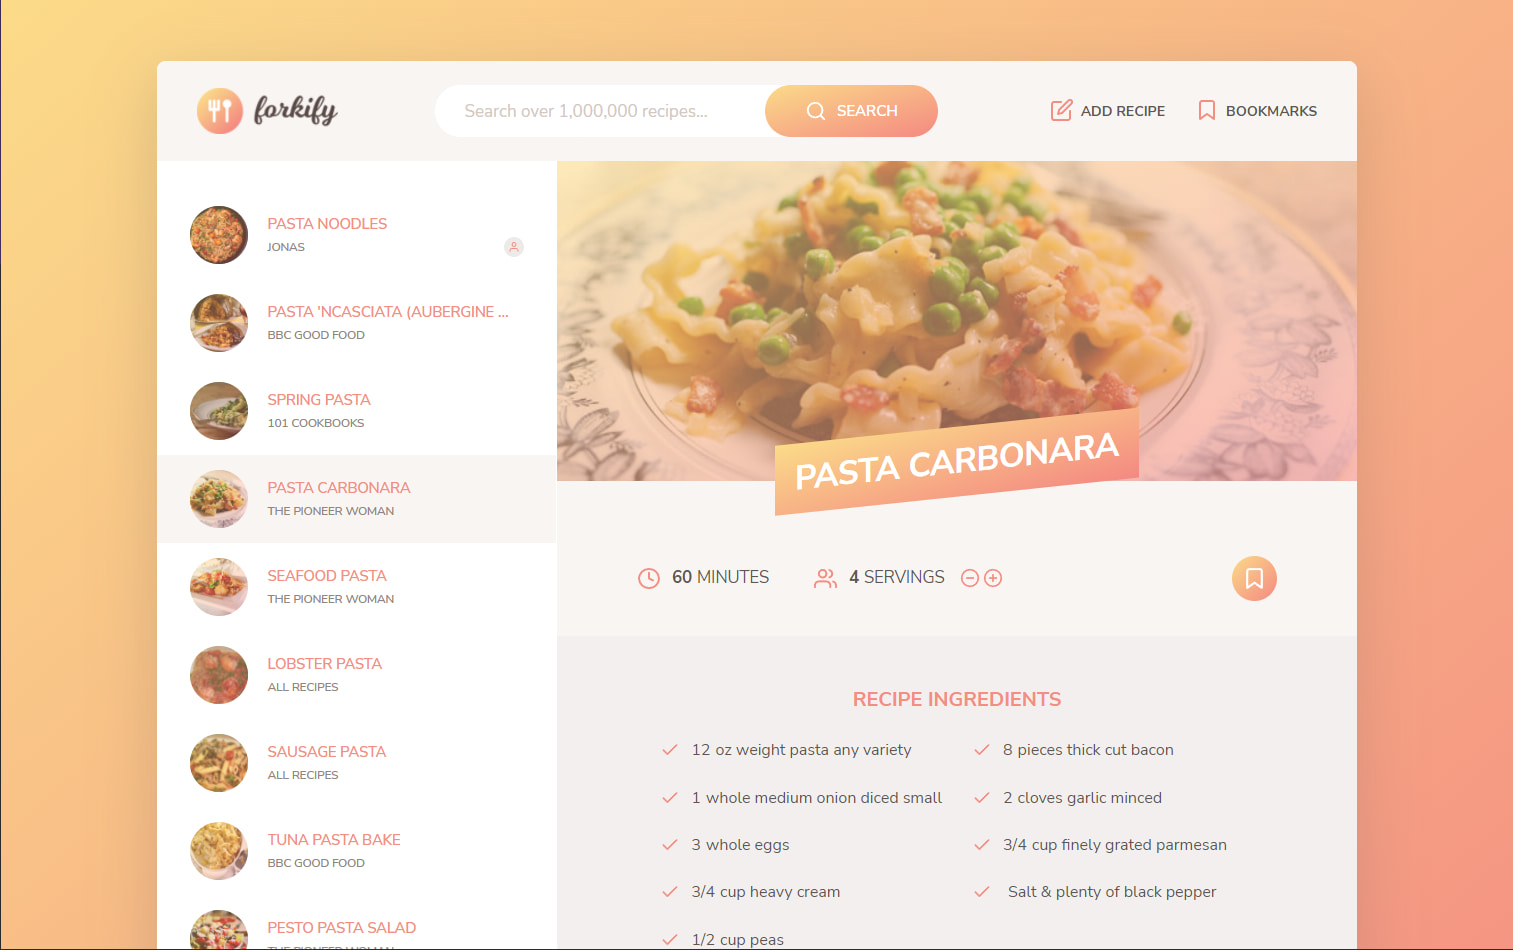 forkify
Search over 1,000,000 recipes...
SEARCH
ADD RECIPE
BOOKMARKS
PASTA NOODLES
JONAS
PASTA 'NCASCIATA (AUBERGINE ...
BBC GOOD FOOD
SPRING PASTA
101 COOKBOOKS
PASTA CARBONARA
THE PIONEER WOMAN
SEAFOOD PASTA
THE PIONEER WOMAN
LOBSTER PASTA
ALL RECIPES
SAUSAGE PASTA
ALL RECIPES
TUNA PASTA BAKE
BBC GOOD FOOD
PESTO PASTA SALAD
THE PIONEER WOMAN
PASTA CARBONARA
60 MINUTES
4 SERVINGS
RECIPE INGREDIENTS
12 oz weight pasta any variety
8 pieces thick cut bacon
1 whole medium onion diced small
2 cloves garlic minced
3 whole eggs
3/4 cup finely grated parmesan
3/4 cup heavy cream
Salt & plenty of black pepper
1/2 cup peas